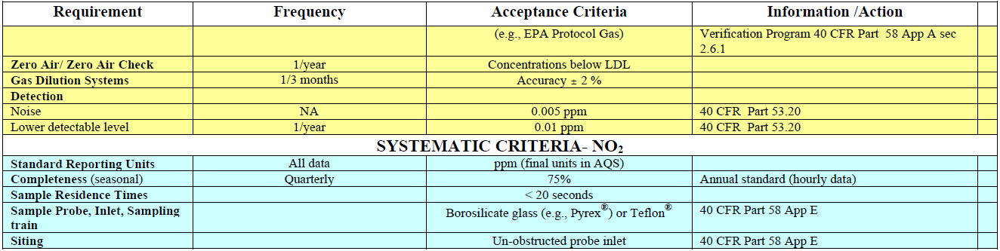 Requirement Frequency Acceptance Criteria Information /Action
(e.g., EPA Protocol Gas) Verification Program 40 CFR Part 58 App A sec
2.6.1
Zero Air/ Zero Air Check 1/year Concentrations below LDL
Gas Dilution Systems 1/3 months Accuracy ± 2 %
Detection
Noise NA 0.005 ppm 40 CFR Part 53.20
Lower detectable level 1/year 0.01 ppm 40 CFR Part 53.20
SYSTEMATIC CRITERIA- NO₂
Standard Reporting Units All data ppm (final units in AQS)
Completeness (seasonal) Quarterly 75% Annual standard (hourly data)
Sample Residence Times < 20 seconds
Sample Probe, Inlet, Sampling Borosilicate glass (e.g., Pyrex®) or Teflon® 40 CFR Part 58 App E
train
Siting Un-obstructed probe inlet 40 CFR Part 58 App E